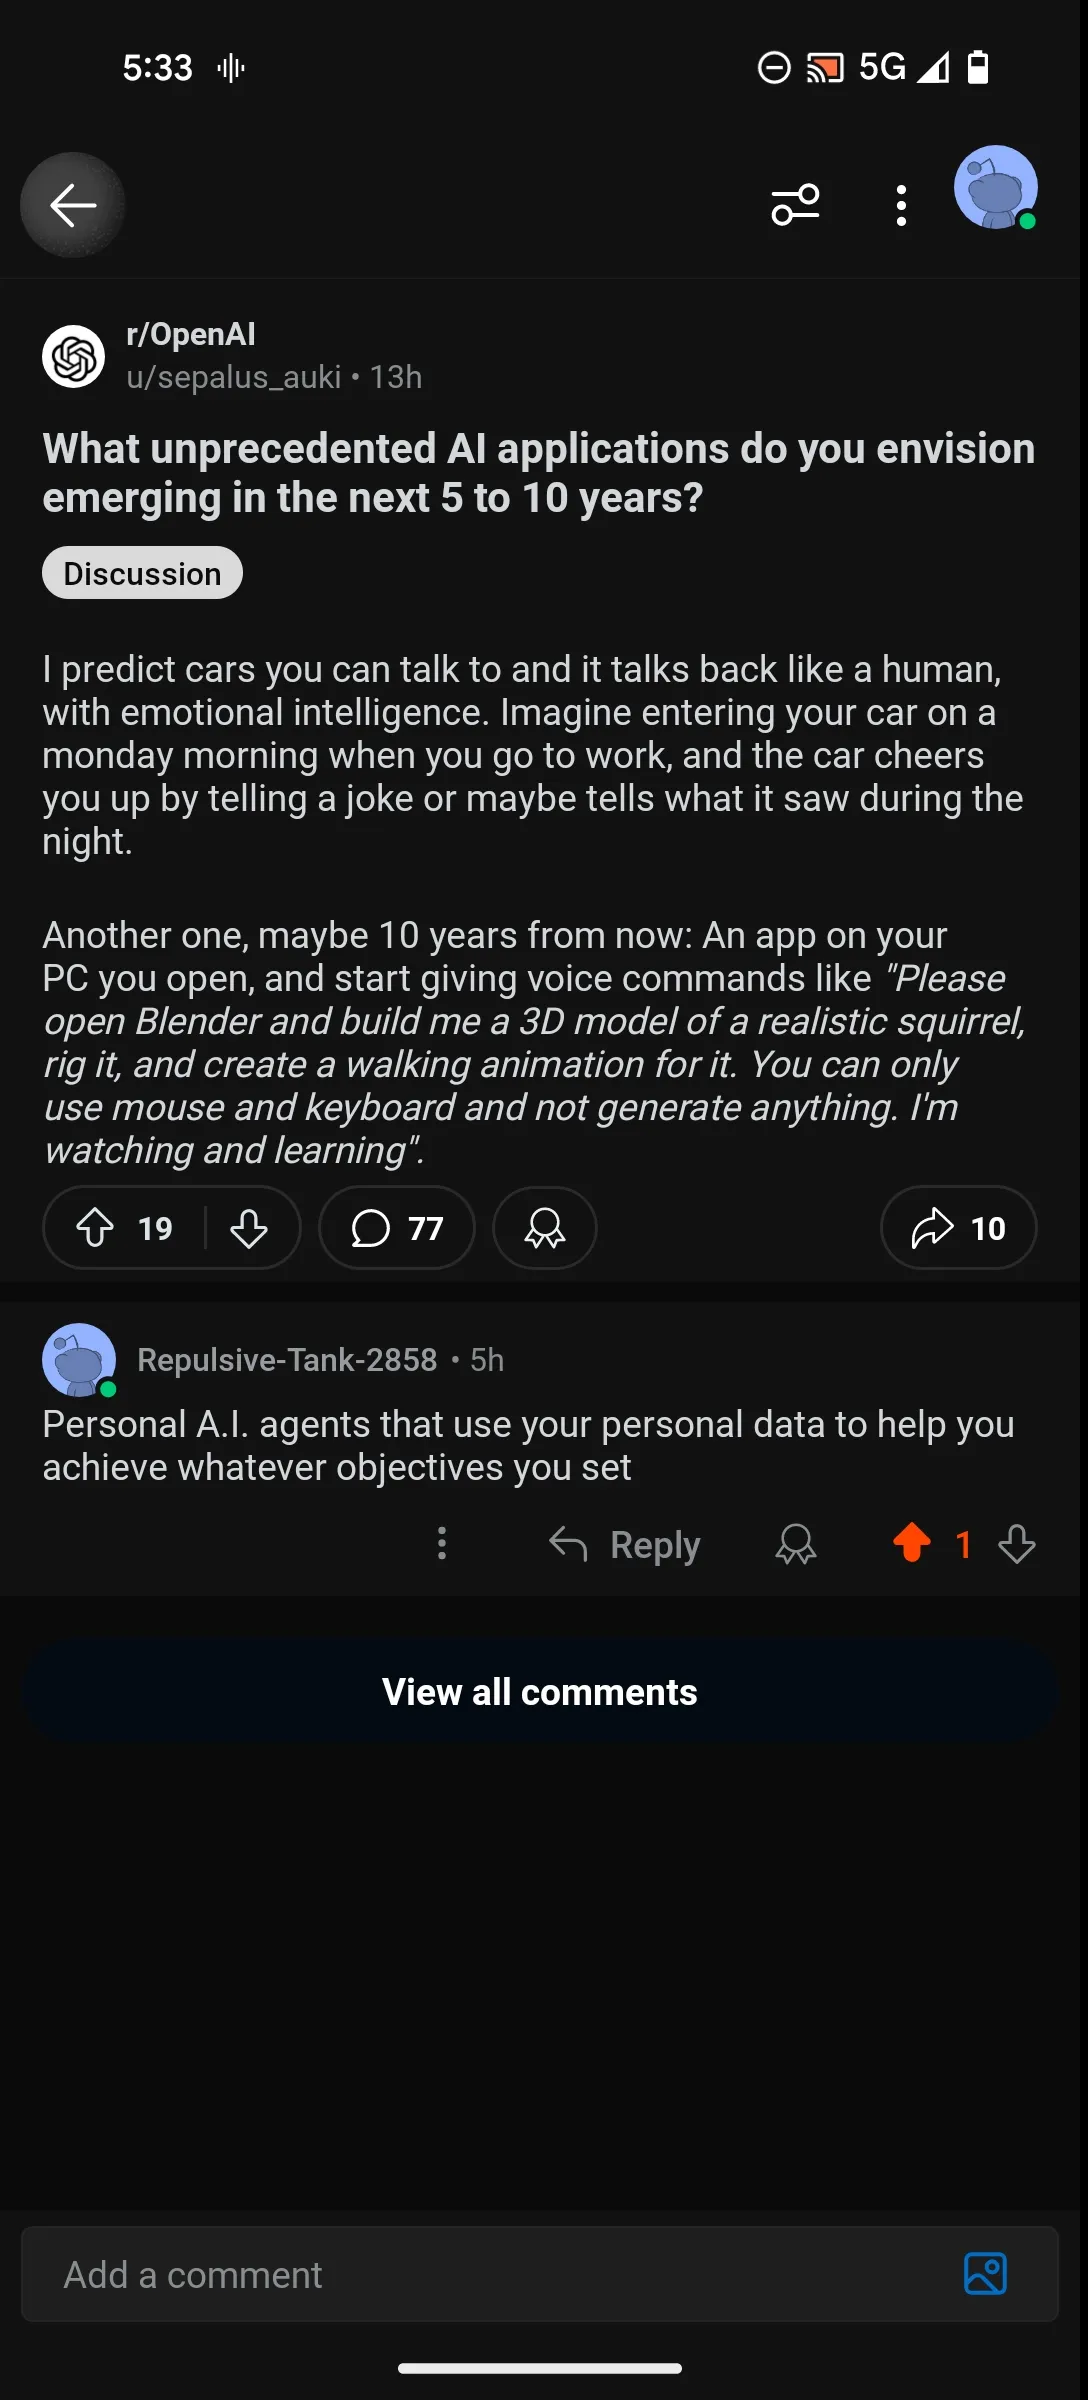 5:33
5G
r/OpenAI
u/sepalus_auki • 13h
What unprecedented AI applications do you envision
emerging in the next 5 to 10 years?
Discussion
I predict cars you can talk to and it talks back like a human,
with emotional intelligence. Imagine entering your car on a
monday morning when you go to work, and the car cheers
you up by telling a joke or maybe tells what it saw during the
night.
Another one, maybe 10 years from now: An app on your
PC you open, and start giving voice commands like "Please
open Blender and build me a 3D model of a realistic squirrel,
rig it, and create a walking animation for it. You can only
use mouse and keyboard and not generate anything. I'm
watching and learning".
19
77
10
Repulsive-Tank-2858 • 5h
Personal A.I. agents that use your personal data to help you
achieve whatever objectives you set
Reply
1
View all comments
Add a comment